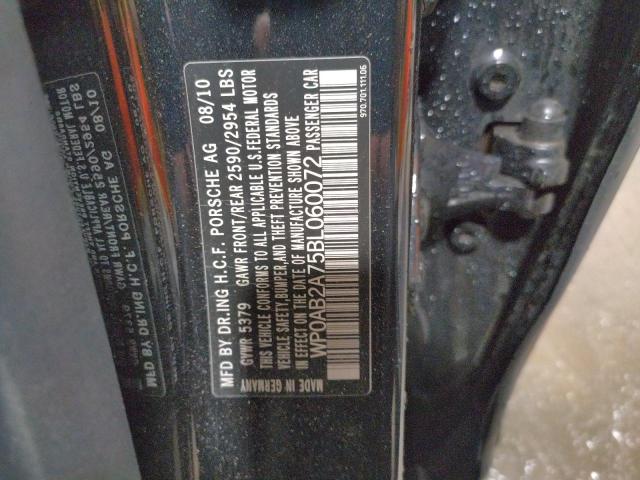 MFD BY DR.ING H.C.F. PORSCHE AG 08/10
GVWR 5379 GAWR FRONT/REAR 2590/2954 LBS
THIS VEHICLE CONFORMS TO ALL APPLICABLE U.S.FEDERAL MOTOR
VEHICLE SAFETY,BUMPER,AND THEFT PREVENTION STANDARDS
IN EFFECT ON THE DATE OF MANUFACTURE SHOWN ABOVE
WP0AB2A75BL060072 PASSENGER CAR
MADE IN GERMANY
970.701.111.06